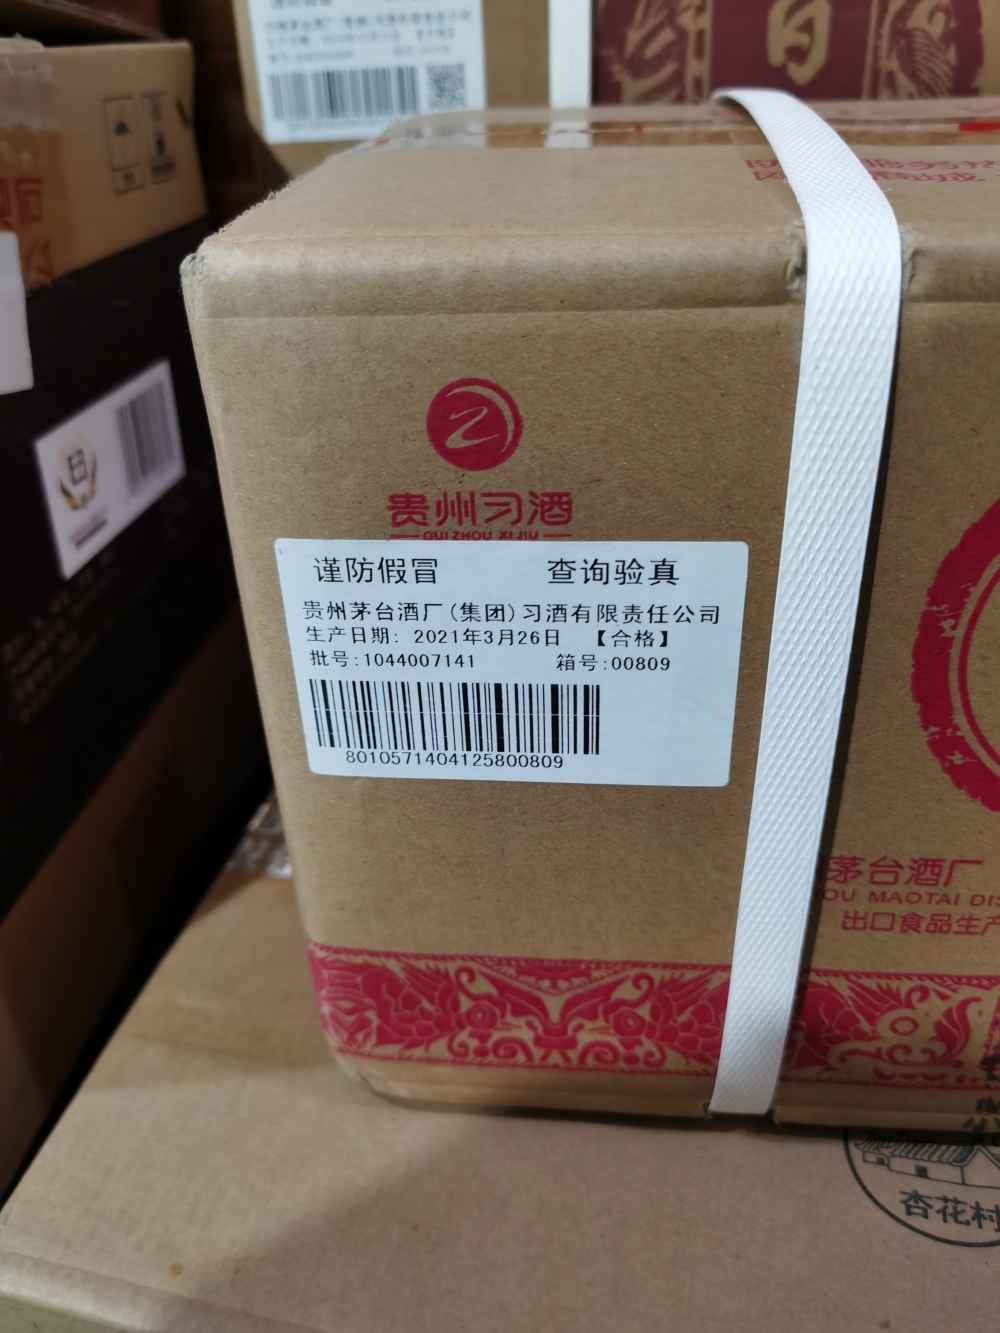 贵州习酒
GUIZHOU XIJIU
谨防假冒 查询验真
贵州茅台酒厂(集团)习酒有限责任公司
生产日期: 2021年3月26日 【合格】
批号:1044007141 箱号:00809
8010571404125800809
茅台酒厂
OU MAOTAI DIS
出口食品生产
杏花村